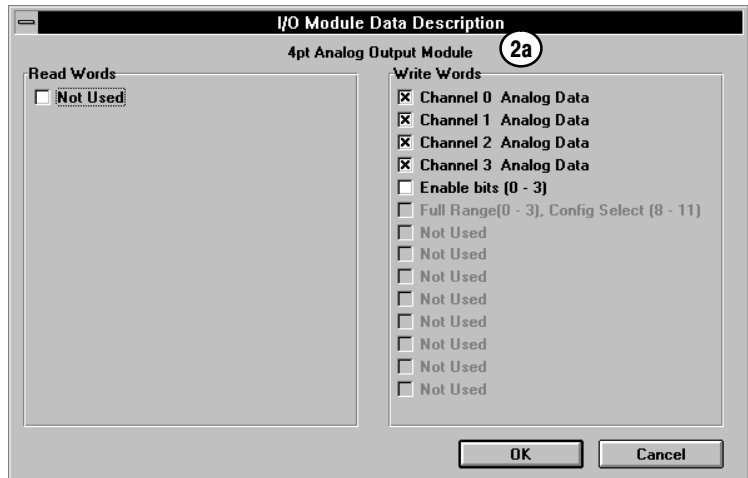 I/O Module Data Description
4pt Analog Output Module
2a
Read Words
Not Used
Write Words
Channel 0 Analog Data
Channel 1 Analog Data
Channel 2 Analog Data
Channel 3 Analog Data
Enable bits (0 - 3)
Full Range(0 - 3), Config Select (8 - 11)
Not Used
Not Used
Not Used
Not Used
Not Used
Not Used
Not Used
Not Used
OK
Cancel